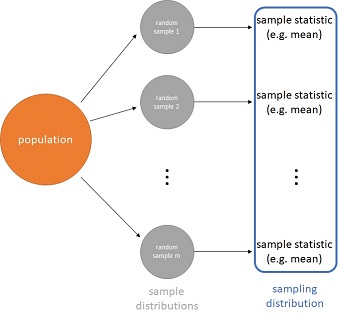 random
sample 1
sample statistic
(e.g. mean)
random
sample 2
sample statistic
(e.g. mean)
population
random
sample m
sample statistic
(e.g. mean)
sample
distributions
sampling
distribution